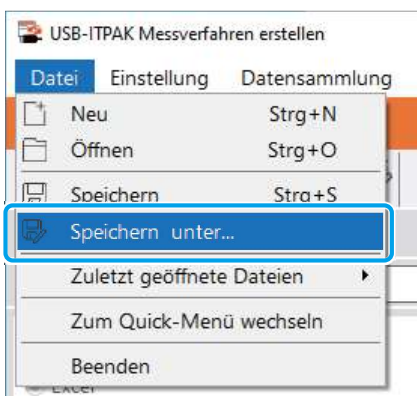 USB-ITPAK Messverfahren erstellen
Datei Einstellung Datensammlung
Neu Strg+N
Öffnen Strg+O
Speichern Strg+S
Speichern unter...
Zuletzt geöffnete Dateien
Zum Quick-Menü wechseln
Beenden
Excel